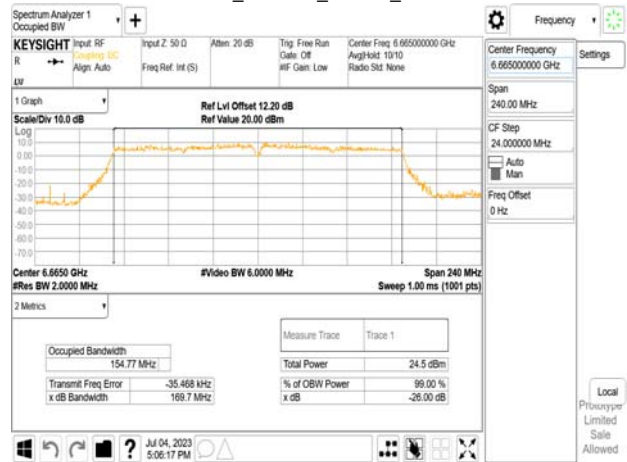 Spectrum Analyzer 1
Occupied BW
Frequency
KEYSIGHT
R
LXI
Input: RF
Coupling: DC
Align: Auto
Input Z: 50 Ω
Freq Ref: Int (S)
Atten: 20 dB
Trig: Free Run
Gate: Off
#IF Gain: Low
Center Freq: 6.665000000 GHz
Avg|Hold: 10/10
Radio Std: None
Center Frequency
6.665000000 GHz
Settings
Span
240.00 MHz
CF Step
24.000000 MHz
Auto
Man
Freq Offset
0 Hz
1 Graph
Scale/Div 10.0 dB
Ref Lvl Offset 12.20 dB
Ref Value 20.00 dBm
Log
10.0
0.00
-10.0
-20.0
-30.0
-40.0
-50.0
-60.0
-70.0
Center 6.6650 GHz
#Video BW 6.0000 MHz
Span 240 MHz
#Res BW 2.0000 MHz
Sweep 1.00 ms (1001 pts)
2 Metrics
Measure Trace
Trace 1
Occupied Bandwidth
154.77 MHz
Total Power
24.5 dBm
Transmit Freq Error
-35.468 kHz
% of OBW Power
99.00 %
x dB Bandwidth
169.7 MHz
x dB
-26.00 dB
Local
Prototype
Limited
Sale
Allowed
?
Jul 04, 2023
5:06:17 PM